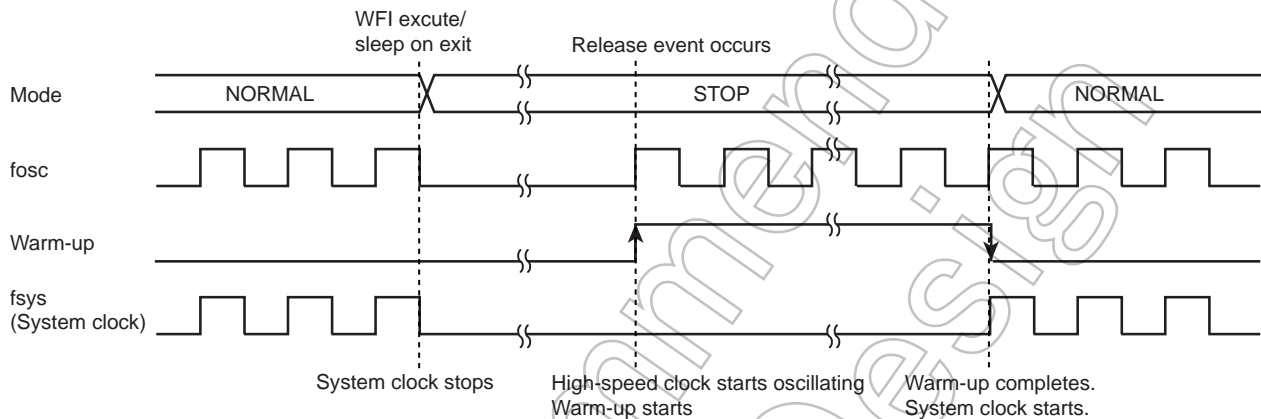 WFI excute/
sleep on exit
Release event occurs
Mode
NORMAL
STOP
NORMAL
fosc
Warm-up
fsys
(System clock)
System clock stops
High-speed clock starts oscillating
Warm-up starts
Warm-up completes.
System clock starts.